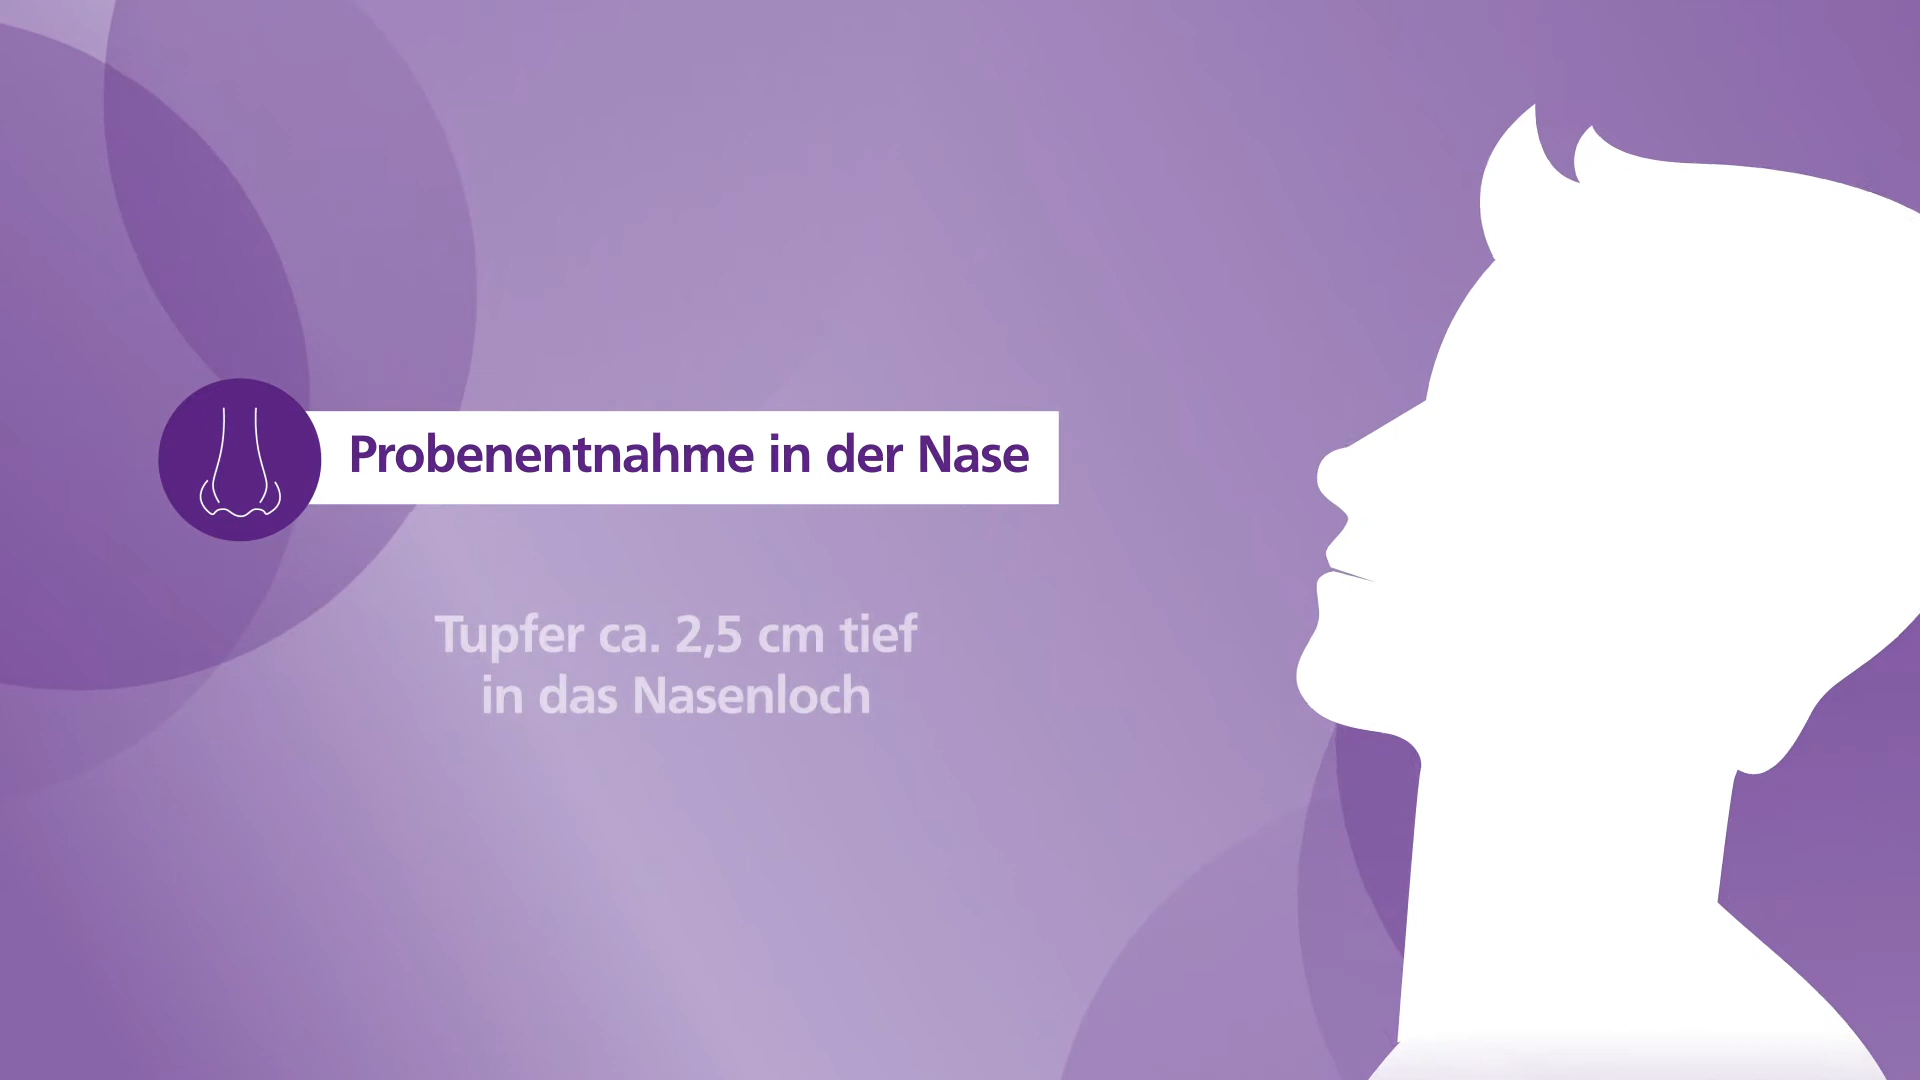 Probenentnahme in der Nase
Tupfer ca. 2,5 cm tief
in das Nasenloch